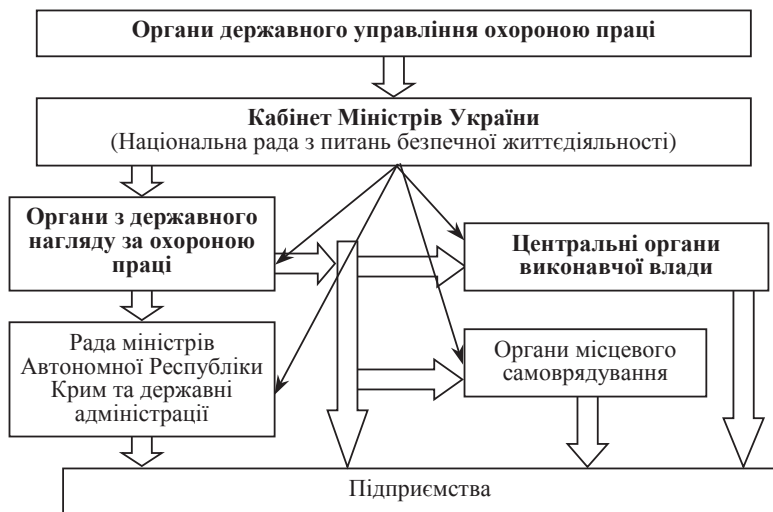 Органи державного управління охороною праці
Кабінет Міністрів України
(Національна рада з питань безпечної життєдіяльності)
Органи з державного
нагляду за охороною
праці
Центральні органи
виконавчої влади
Рада міністрів
Автономної Республіки
Крим та державні
адміністрації
Органи місцевого
самоврядування
Підприємства